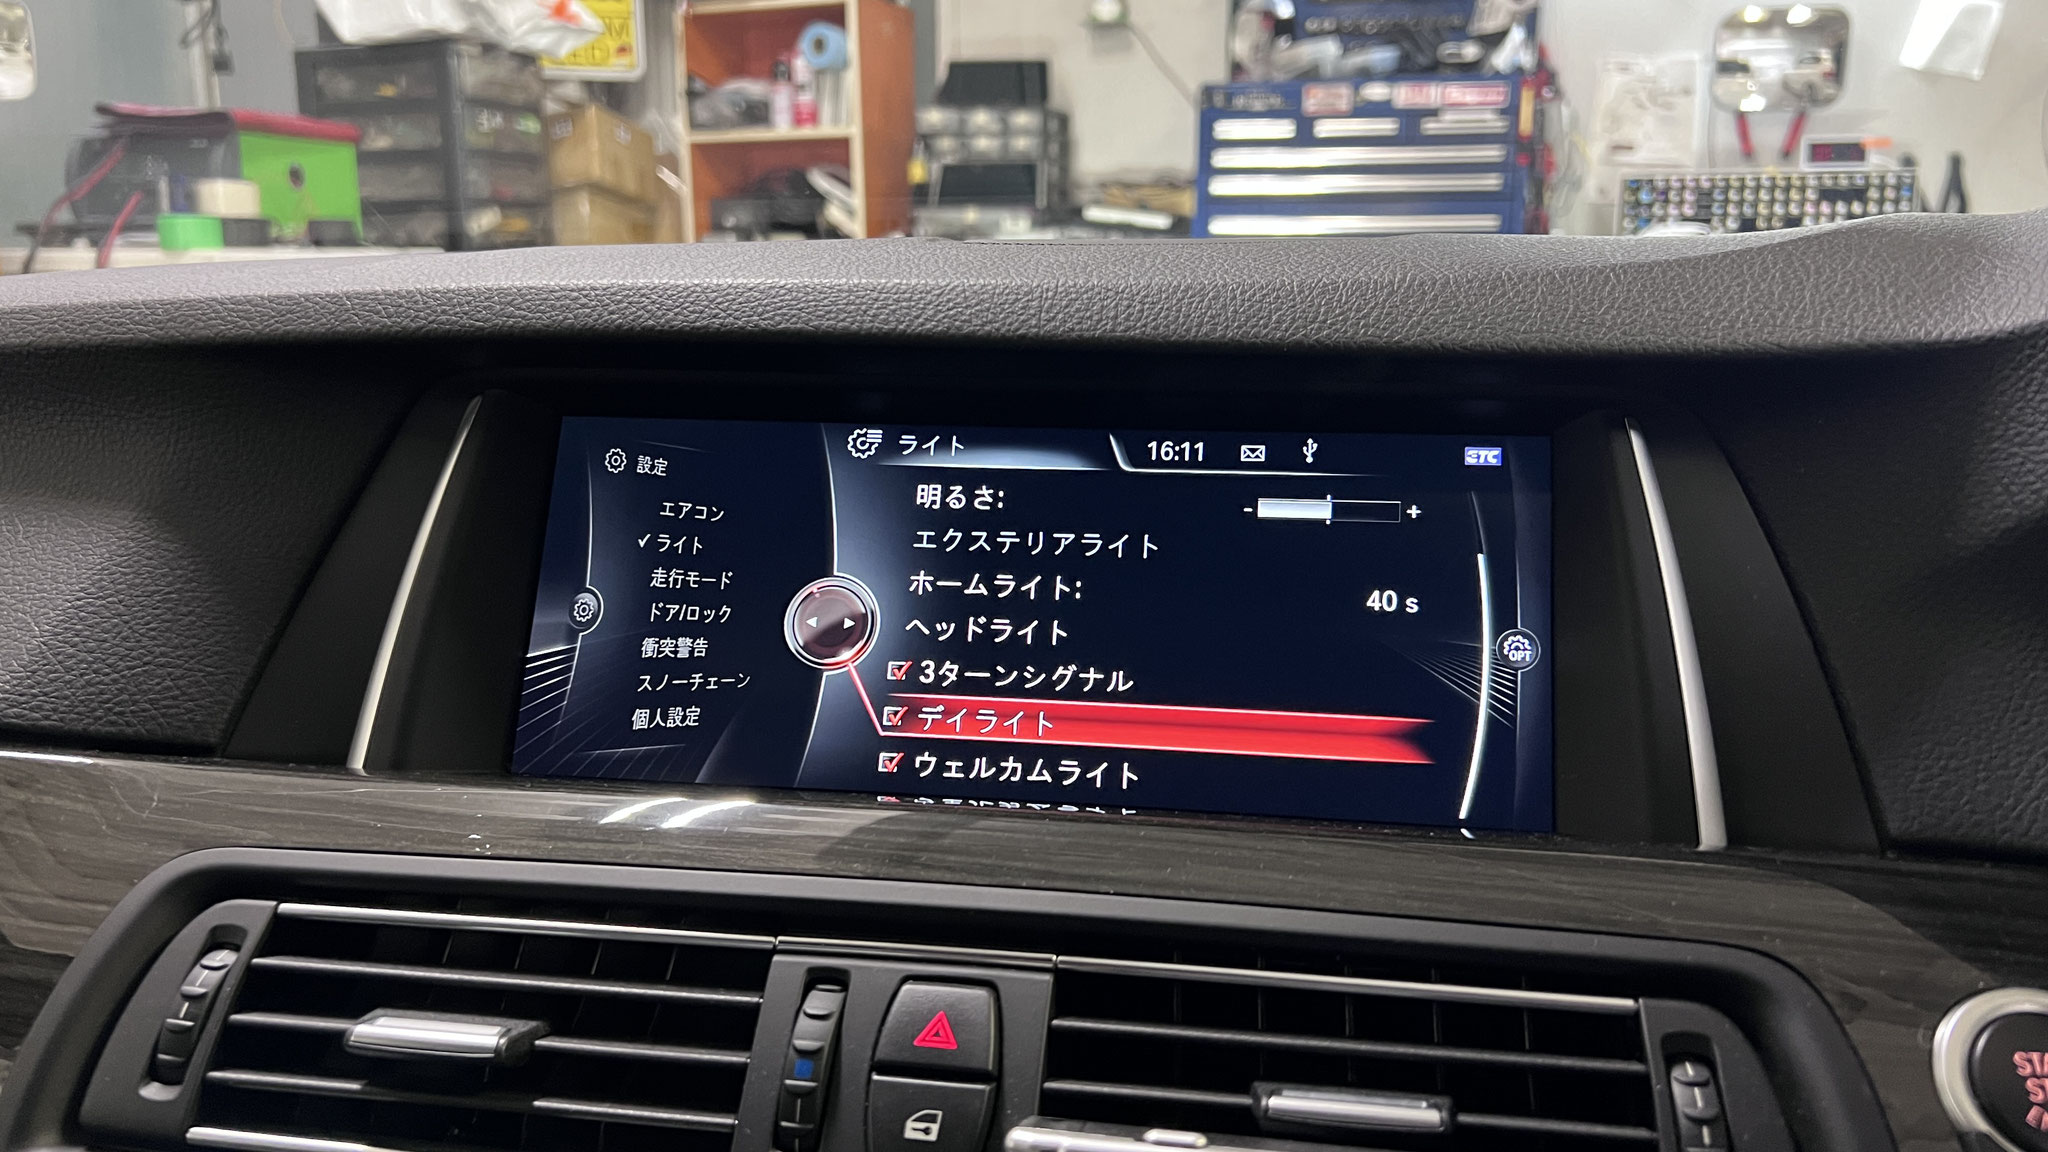 設定
エアコン
✓ ライト
走行モード
ドア/ロック
衝突警告
スノーチェーン
個人設定
ライト
16:11
ETC
明るさ:
- +
エクステリアライト
ホームライト: 40 s
ヘッドライト
3ターンシグナル
デイライト
ウェルカムライト
OPT